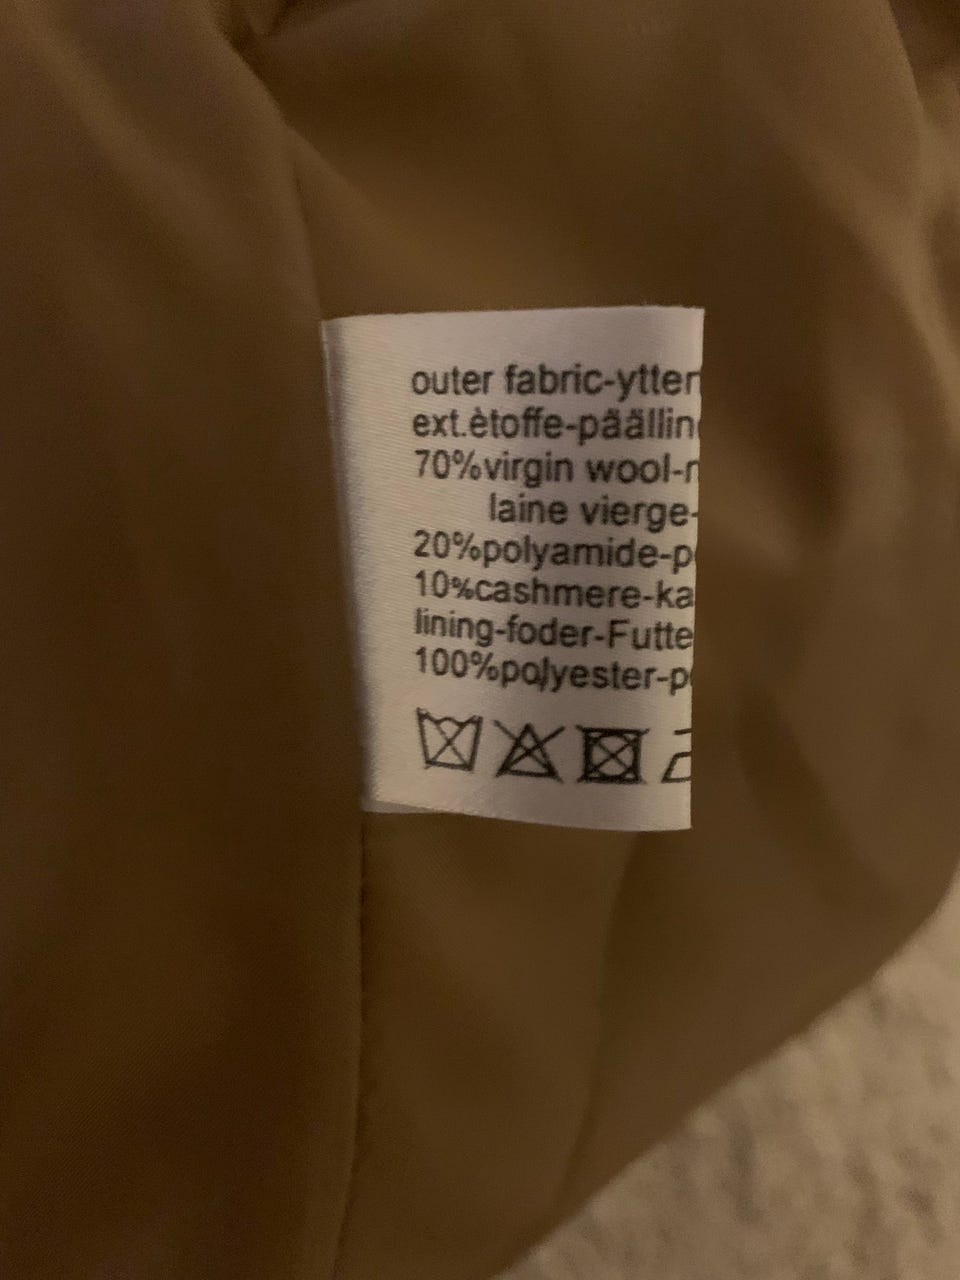 outer fabric-ytter
ext.ètoffe-päällin
70%virgin wool-
laine vierge-
20%polyamide-p
10%cashmere-ka
lining-foder-Futte
100%polyester-p